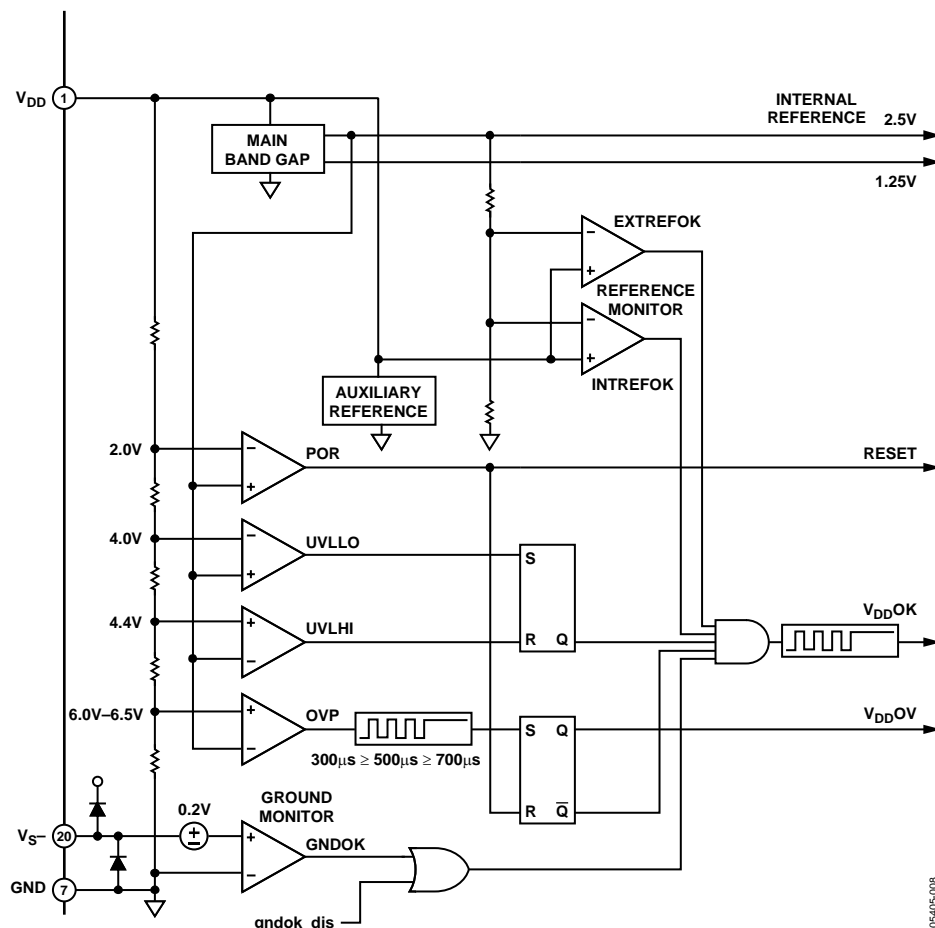 VDD 1
INTERNAL
REFERENCE 2.5V
MAIN
BAND GAP
1.25V
EXTREFOK
−
+
REFERENCE
MONITOR
−
+
INTREFOK
AUXILIARY
REFERENCE
2.0V − POR RESET
+
4.0V − UVLLO
+
S
4.4V + UVLHI
−
R Q
VDDOK
6.0V–6.5V + OVP
−
S Q
VDDOV
300µs ≥ 500µs ≥ 700µs
R Q̅
GROUND
MONITOR
0.2V
VS– 20 ± + GNDOK
−
GND 7
gndok_dis
05405-008